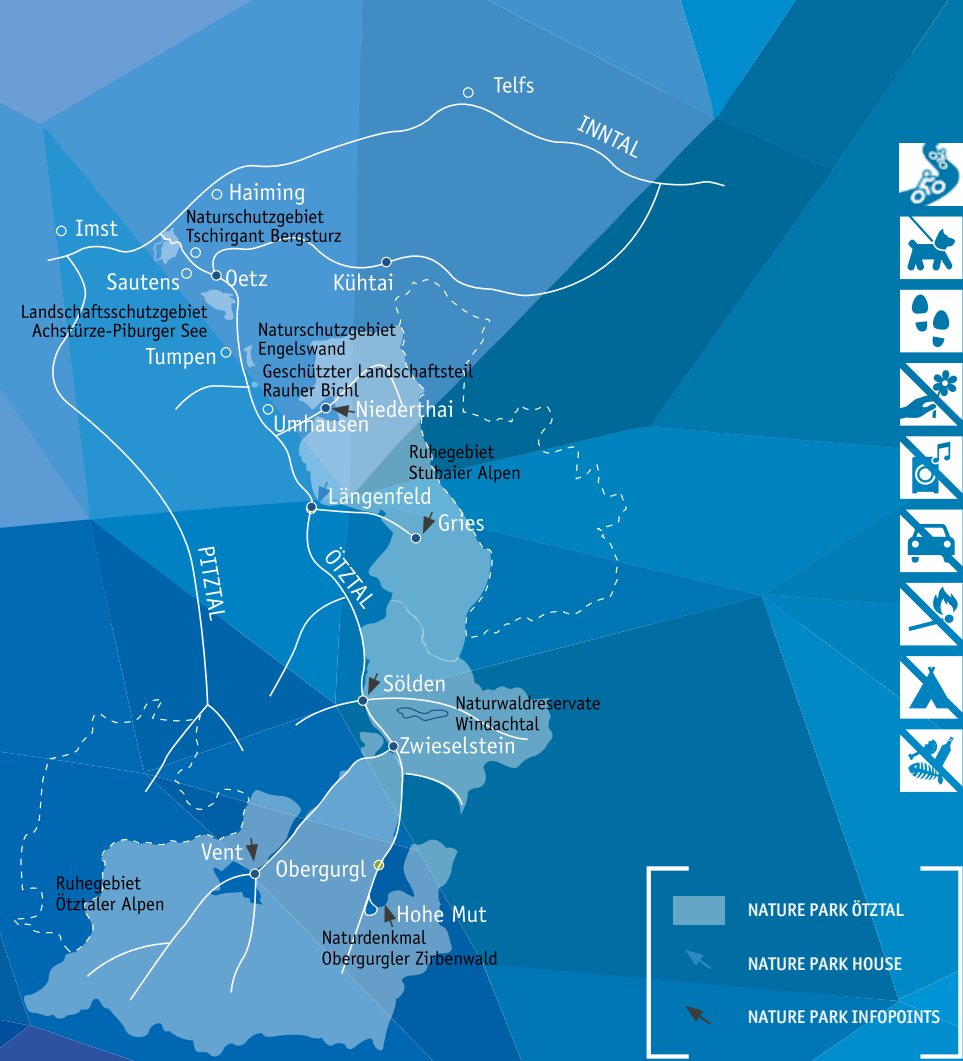 Telfs
INNTAL
Haiming
Naturschutzgebiet
Tschirgant Bergsturz
Imst
Sautens
Oetz
Kühtai
Landschaftsschutzgebiet
Achstürze-Piburger See
Naturschutzgebiet
Engelswand
Tumpen
Geschützter Landschaftsteil
Rauher Bichl
Niederthai
Umhausen
Ruhegebiet
Stubaier Alpen
Längenfeld
Gries
PITZTAL
ÖTZTAL
Sölden
Naturwaldreservate
Windachtal
Zwieselstein
Vent
Obergurgl
Ruhegebiet
Ötztaler Alpen
Hohe Mut
Naturdenkmal
Obergurgler Zirbenwald
NATURE PARK ÖTZTAL
NATURE PARK HOUSE
NATURE PARK INFOPOINTS